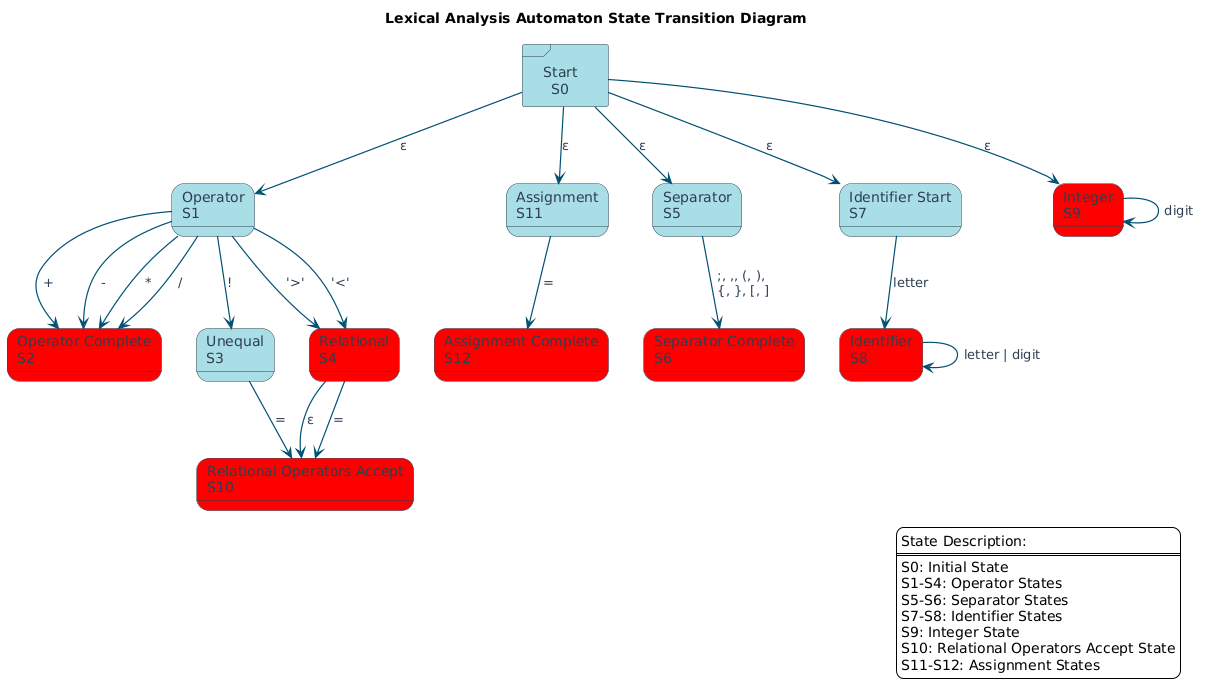 Lexical Analysis Automaton State Transition Diagram
Start
S0
ε
ε
ε
ε
ε
Operator
S1
Assignment
S11
Separator
S5
Identifier Start
S7
Integer
S9
digit
+
-
*
/
!
'>'
'<'
=
;, ,, (, ),
{, }, [, ]
letter
Operator Complete
S2
Unequal
S3
Relational
S4
Assignment Complete
S12
Separator Complete
S6
Identifier
S8
letter | digit
=
ε
=
Relational Operators Accept
S10
State Description:
S0: Initial State
S1-S4: Operator States
S5-S6: Separator States
S7-S8: Identifier States
S9: Integer State
S10: Relational Operators Accept State
S11-S12: Assignment States